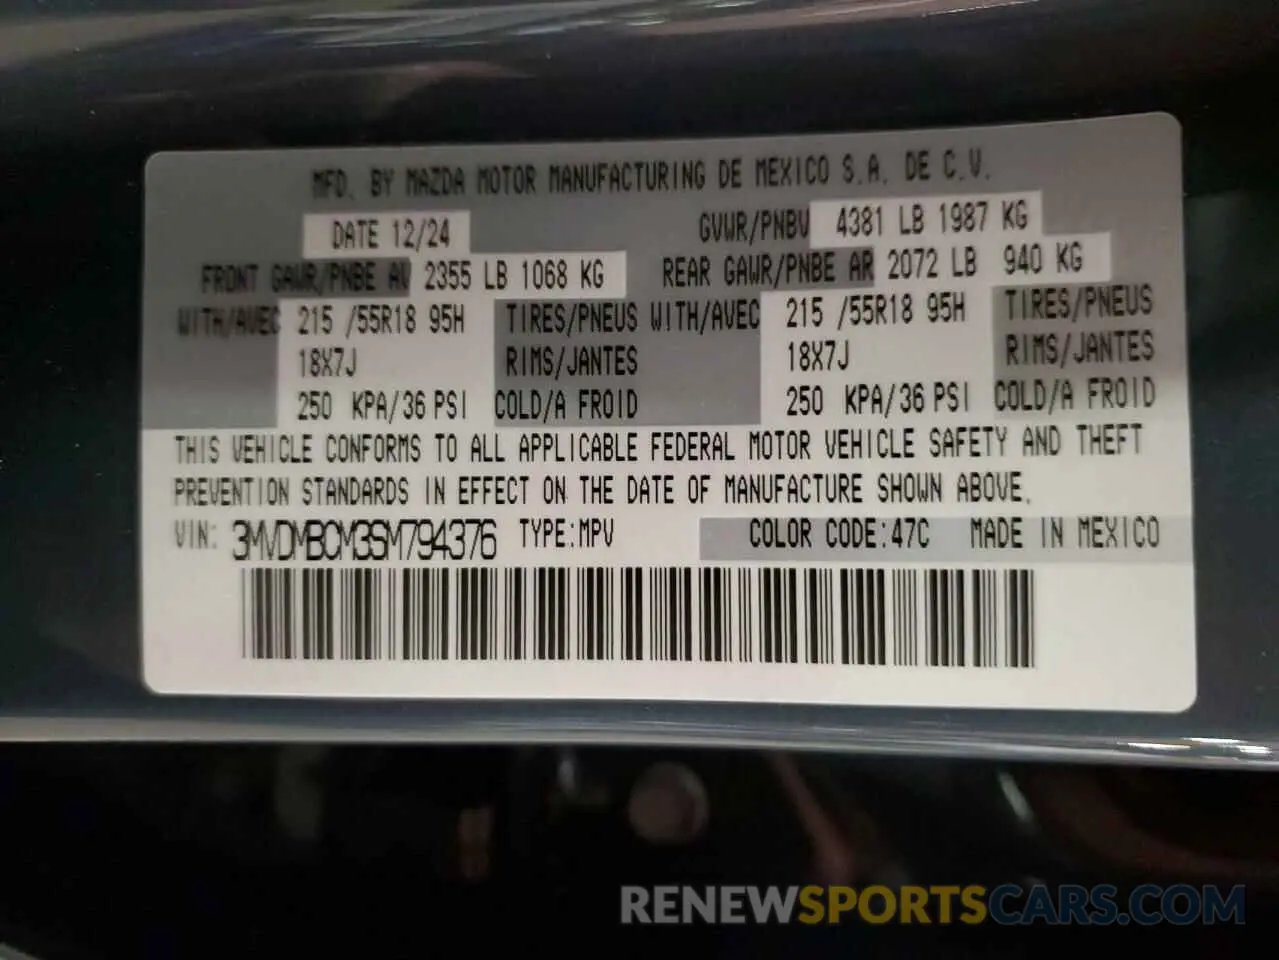 MFD. BY MAZDA MOTOR MANUFACTURING DE MEXICO S.A. DE C.V.
DATE 12/24 GVWR/PNBV 4381 LB 1987 KG
FRONT GAWR/PNBE AV 2355 LB 1068 KG REAR GAWR/PNBE AR 2072 LB 940 KG
WITH/AVEC 215 /55R18 95H TIRES/PNEUS WITH/AVEC 215 /55R18 95H TIRES/PNEUS
18X7J RIMS/JANTES 18X7J RIMS/JANTES
250 KPA/36 PSI COLD/A FROID 250 KPA/36 PSI COLD/A FROID
THIS VEHICLE CONFORMS TO ALL APPLICABLE FEDERAL MOTOR VEHICLE SAFETY AND THEFT
PREVENTION STANDARDS IN EFFECT ON THE DATE OF MANUFACTURE SHOWN ABOVE.
VIN: 3MVDMBCM3SM794376 TYPE:MPV COLOR CODE:47C MADE IN MEXICO
RENEWSPORTSCARS.COM